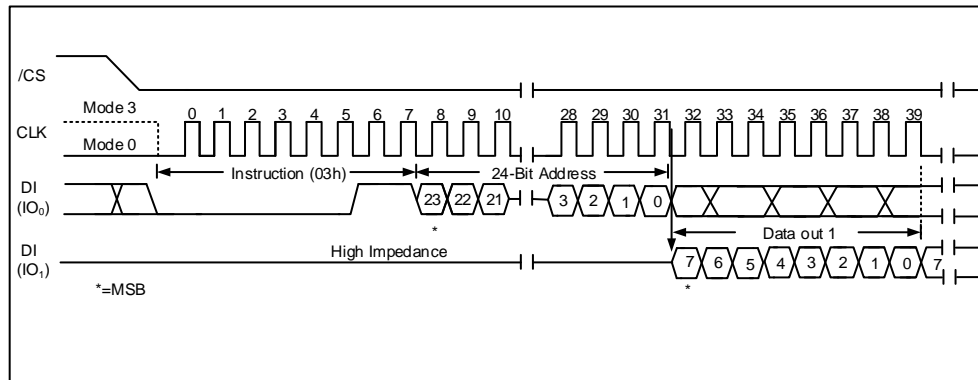 /CS
Mode 3
CLK
Mode 0
0 1 2 3 4 5 6 7 8 9 10 28 29 30 31 32 33 34 35 36 37 38 39
Instruction (03h)
24-Bit Address
DI
(IO₀)
23 22 21 3 2 1 0
*
Data out 1
DI
(IO₁)
High Impedance
7 6 5 4 3 2 1 0 7
*
*=MSB